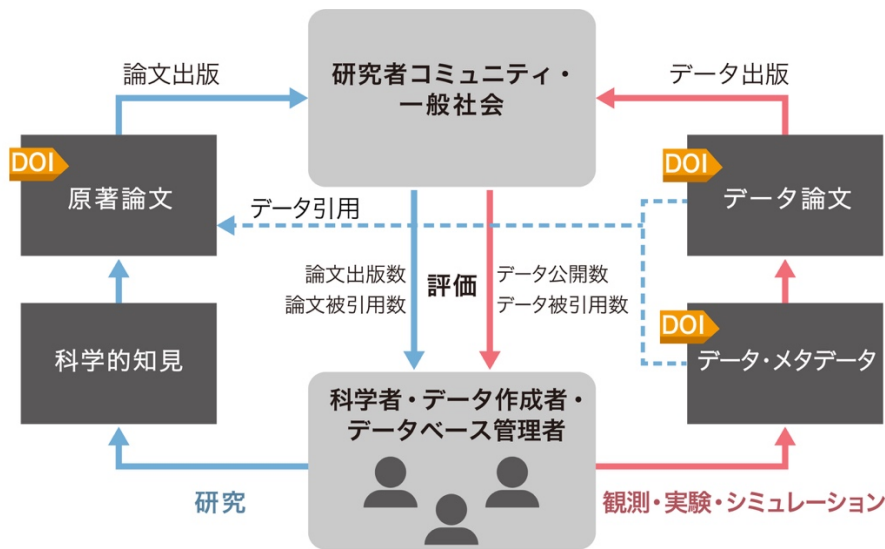 論文出版
研究者コミュニティ・
一般社会
データ出版
DOI
原著論文
データ引用
DOI
データ論文
論文出版数
論文被引用数
評価
データ公開数
データ被引用数
科学的知見
DOI
データ・メタデータ
科学者・データ作成者・
データベース管理者
研究
観測・実験・シミュレーション